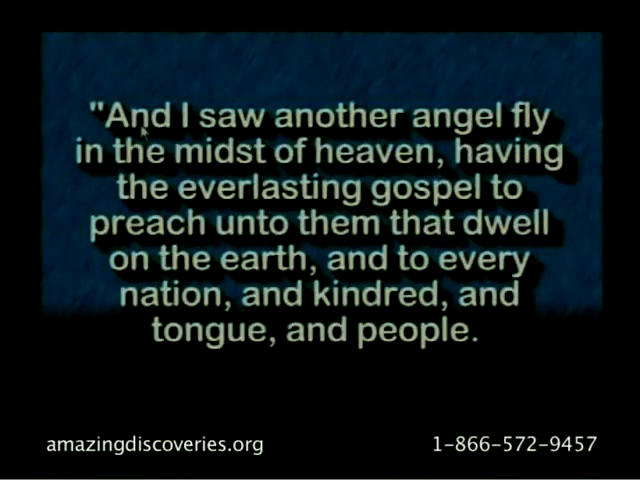 "And I saw another angel fly
in the midst of heaven, having
the everlasting gospel to
preach unto them that dwell
on the earth, and to every
nation, and kindred, and
tongue, and people.
amazingdiscoveries.org
1-866-572-9457